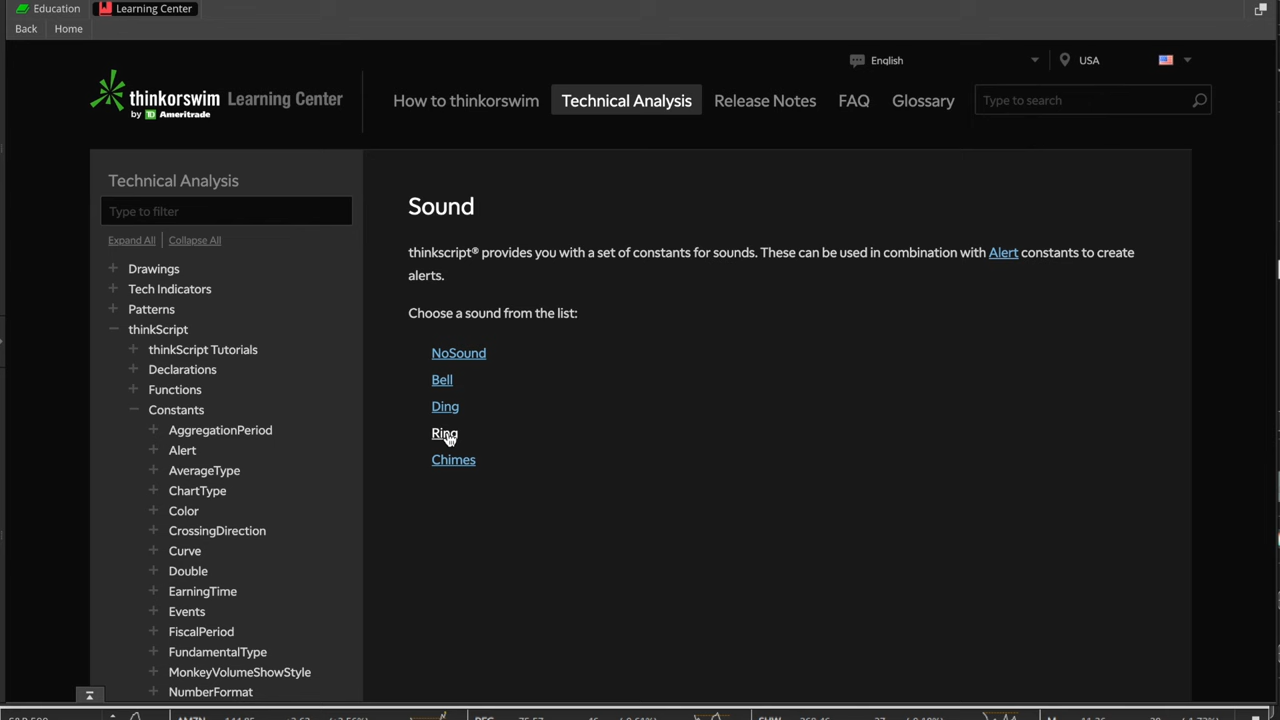 Education
Learning Center
Back
Home
English
USA
thinkorswim Learning Center
by TD Ameritrade
How to thinkorswim
Technical Analysis
Release Notes
FAQ
Glossary
Type to search
Technical Analysis
Type to filter
Expand All
Collapse All
Drawings
Tech Indicators
Patterns
thinkScript
thinkScript Tutorials
Declarations
Functions
Constants
AggregationPeriod
Alert
AverageType
ChartType
Color
CrossingDirection
Curve
Double
EarningTime
Events
FiscalPeriod
FundamentalType
MonkeyVolumeShowStyle
NumberFormat
Sound
thinkscript® provides you with a set of constants for sounds. These can be used in combination with Alert constants to create
alerts.
Choose a sound from the list:
NoSound
Bell
Ding
Ring
Chimes